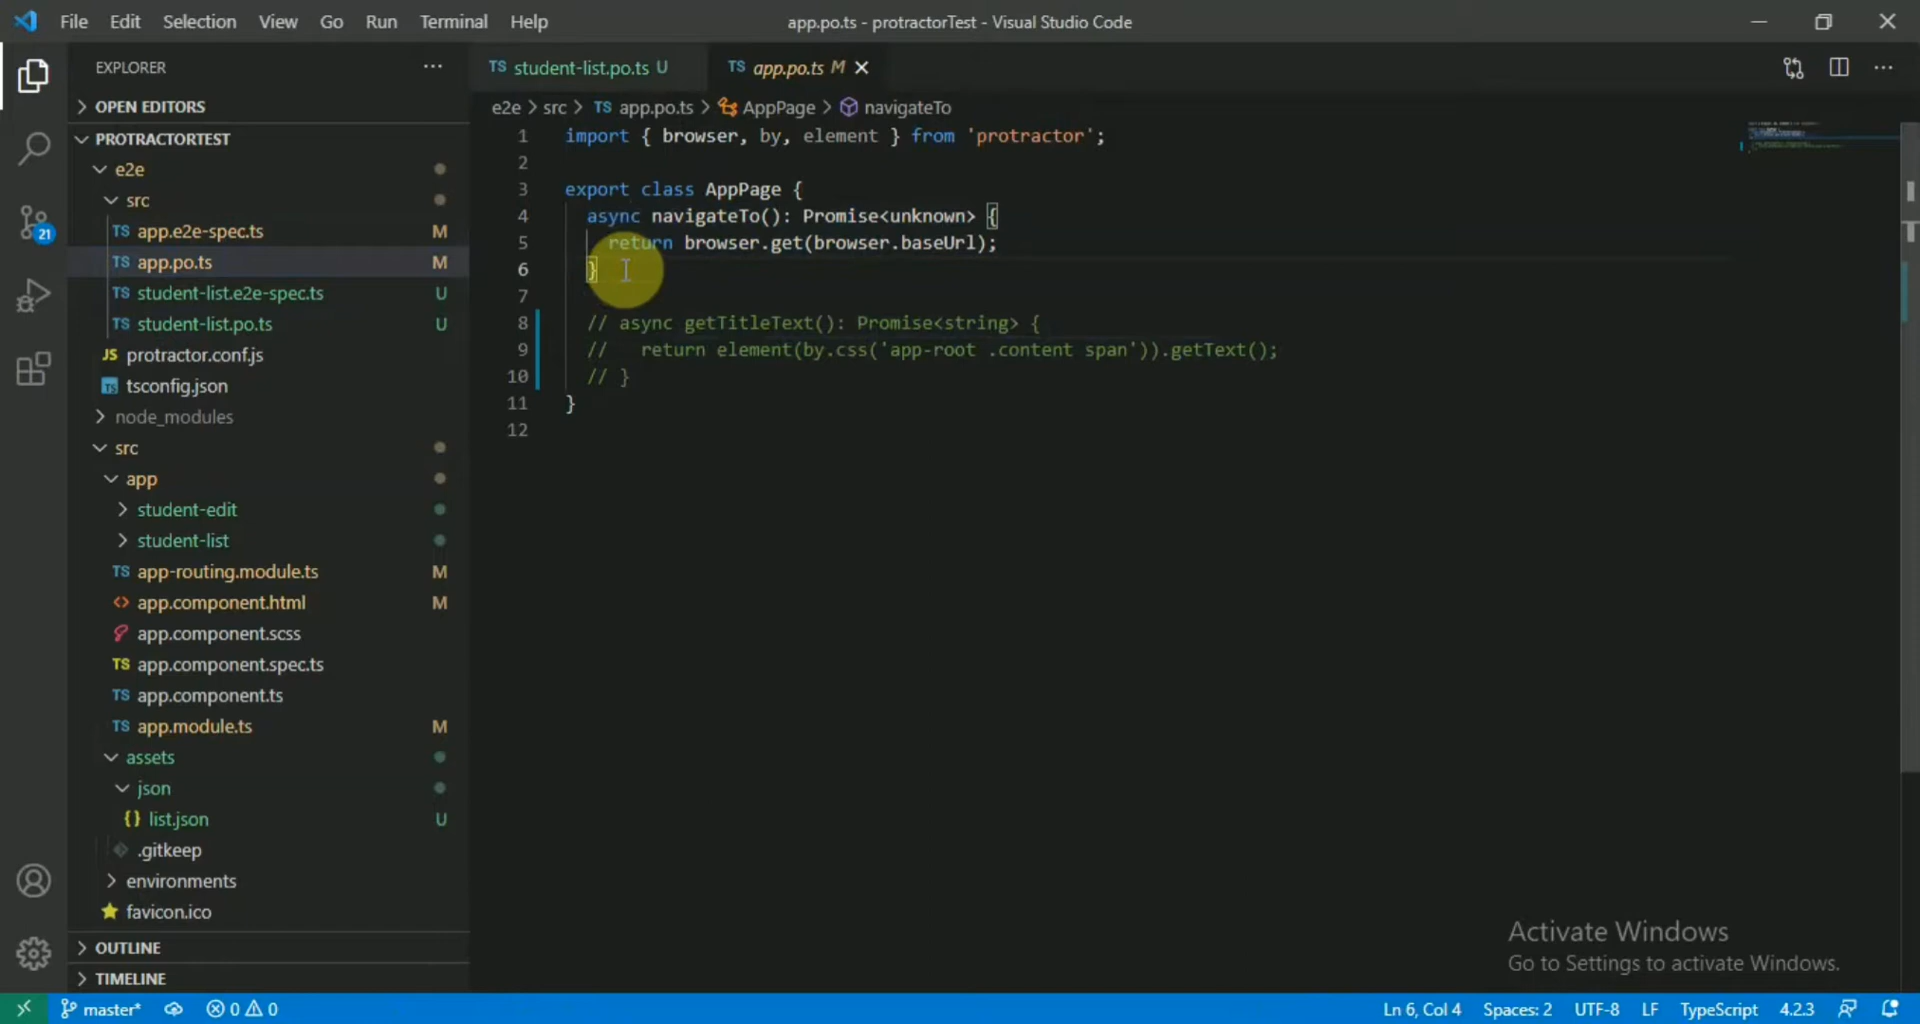 File Edit Selection View Go Run Terminal Help
app.po.ts - protractorTest - Visual Studio Code
EXPLORER
OPEN EDITORS
PROTRACTORTEST
e2e
src
TS app.e2e-spec.ts M
TS app.po.ts M
TS student-list.e2e-spec.ts U
TS student-list.po.ts U
JS protractor.conf.js
TS tsconfig.json
node_modules
src
app
student-edit
student-list
TS app-routing.module.ts M
<> app.component.html M
app.component.scss
TS app.component.spec.ts
TS app.component.ts
TS app.module.ts M
assets
json
{} list.json U
.gitkeep
environments
favicon.ico
OUTLINE
TIMELINE
21
TS student-list.po.ts U
TS app.po.ts M
e2e > src > TS app.po.ts > AppPage > navigateTo
1 import { browser, by, element } from 'protractor';
2
3 export class AppPage {
4 async navigateTo(): Promise<unknown> {
5 return browser.get(browser.baseUrl);
6 }
7
8 // async getTitleText(): Promise<string> {
9 //   return element(by.css('app-root .content span')).getText();
10 // }
11 }
12
Activate Windows
Go to Settings to activate Windows.
master* 0 0 Ln 6, Col 4 Spaces: 2 UTF-8 LF TypeScript 4.2.3